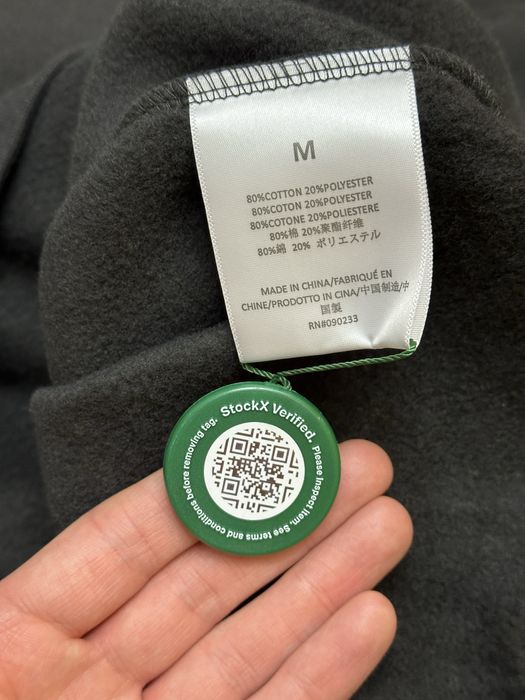 M
80%COTTON 20%POLYESTER
80%COTON 20%POLYESTER
80%COTONE 20%POLIESTERE
80%棉 20%聚酯纤维
80%綿 20% ポリエステル
MADE IN CHINA/FABRIQUÉ EN
CHINE/PRODOTTO IN CINA/中国制造/中
国製
RN#090233
StockX Verified.
Please inspect item. See terms and conditions before removing tag.